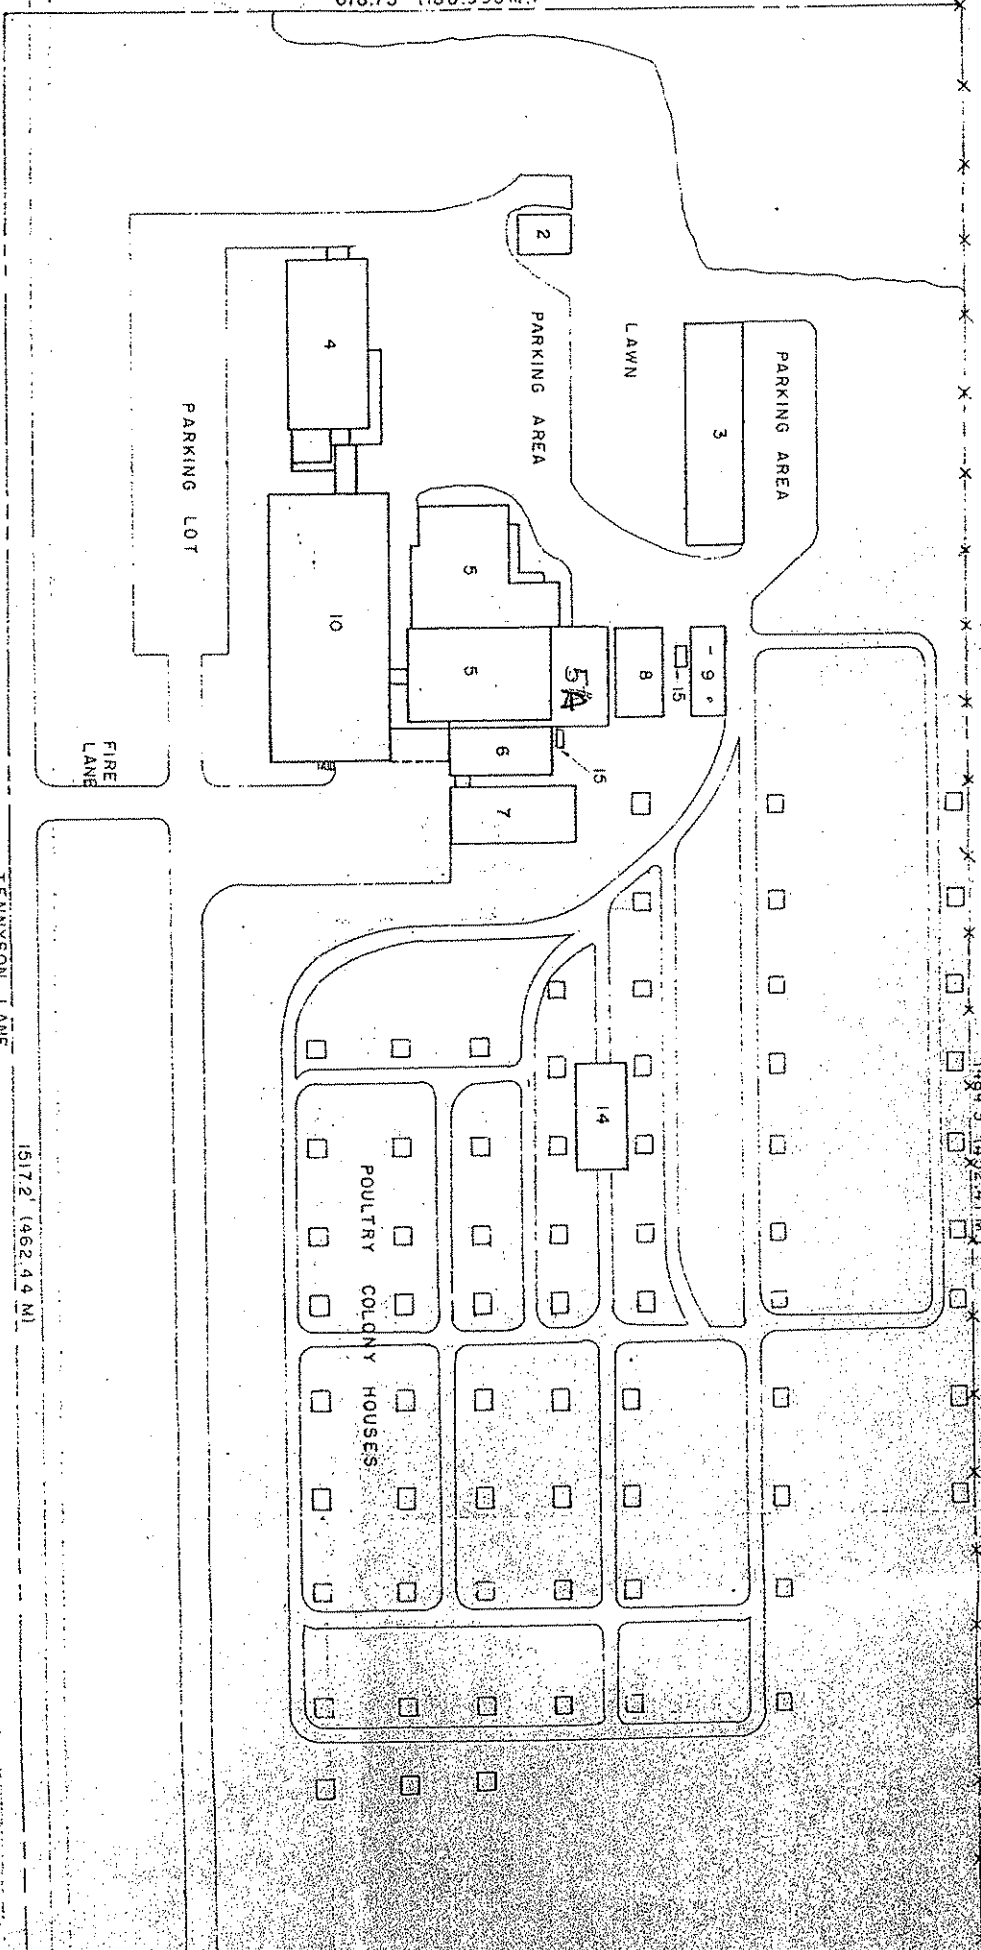 2
4
LAWN
PARKING AREA
PARKING AREA
3
PARKING LOT
5
10
5
5A
8
15
9
6
15
7
FIRE
LANE
14
POULTRY COLONY HOUSES
TENNYSON LANE
1517.2' (462.44 M)